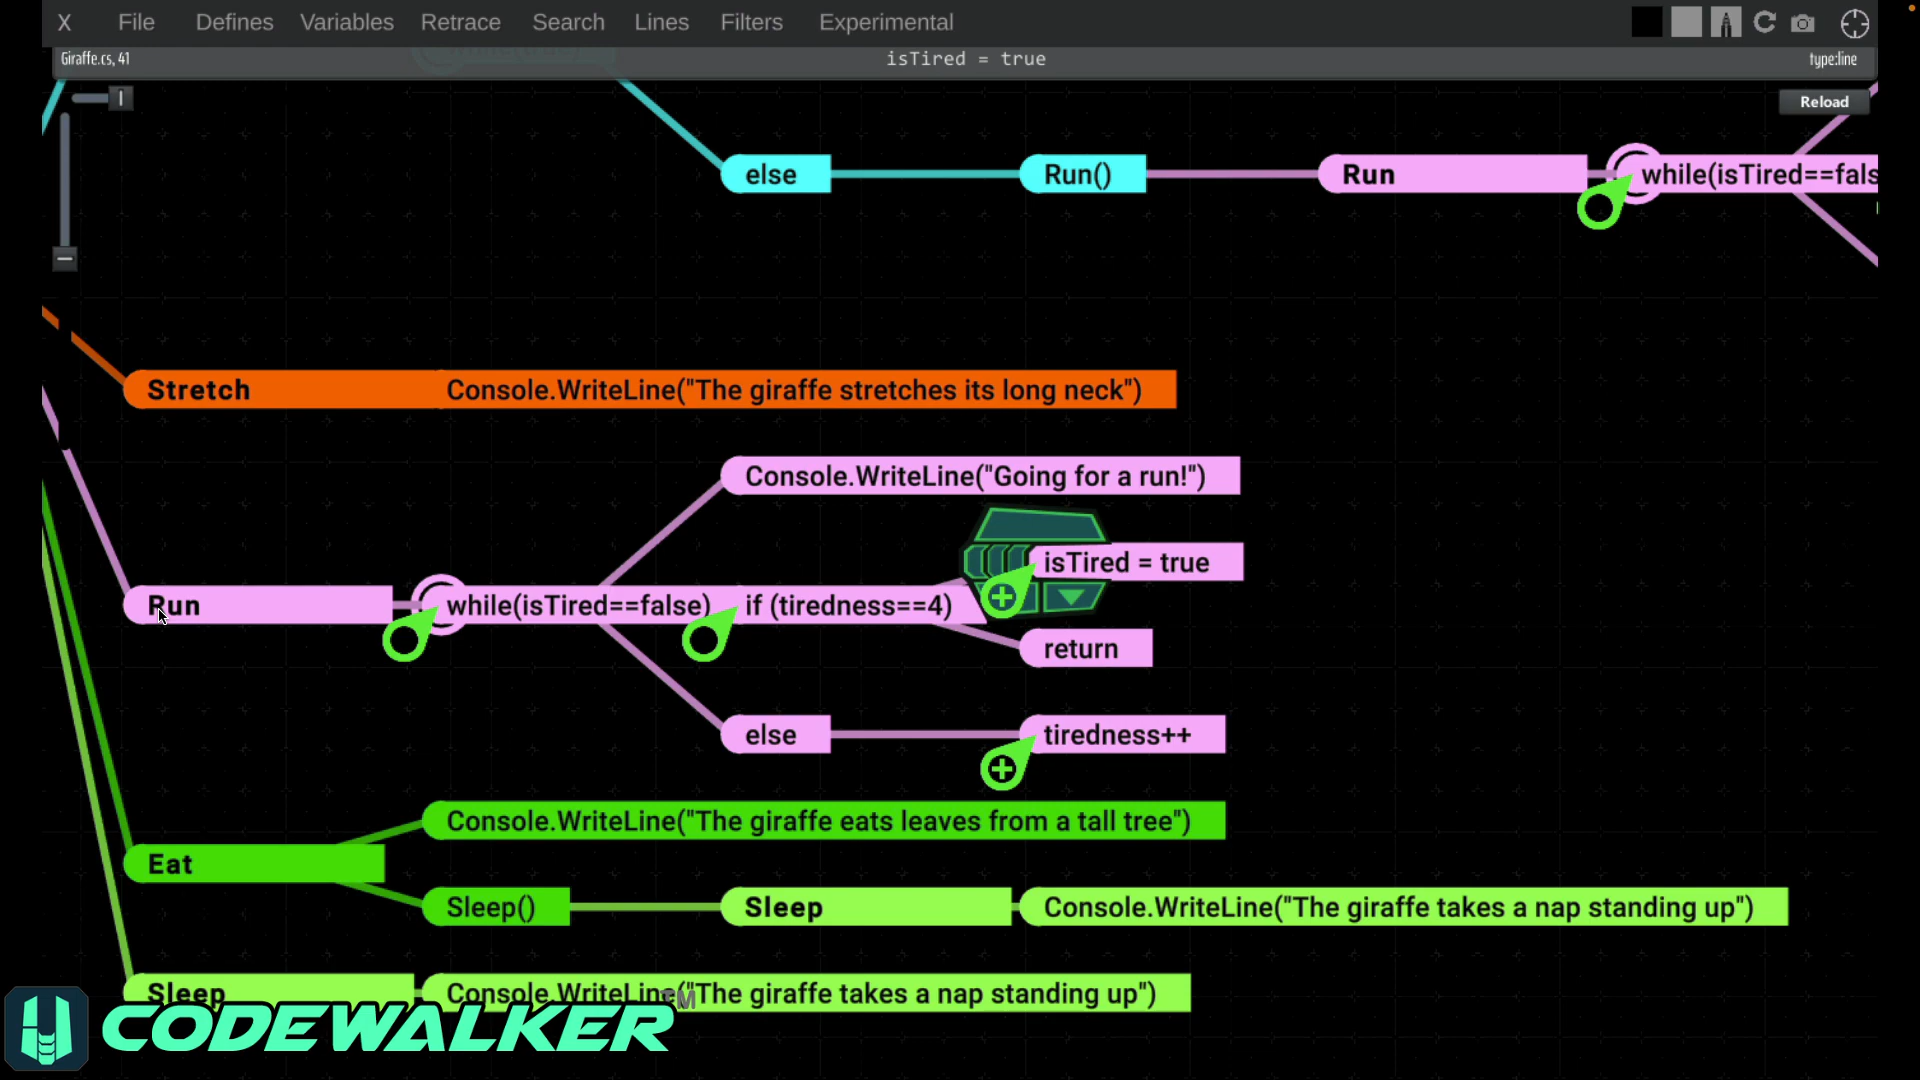 X File Defines Variables Retrace Search Lines Filters Experimental
Giraffe.cs, 41 isTired = true type:line
Reload
else Run() Run while(isTired==fals
Stretch Console.WriteLine("The giraffe stretches its long neck")
Console.WriteLine("Going for a run!")
isTired = true
Run while(isTired==false) if (tiredness==4)
return
else tiredness++
Console.WriteLine("The giraffe eats leaves from a tall tree")
Eat
Sleep() Sleep Console.WriteLine("The giraffe takes a nap standing up")
Sleep Console.WriteLine("The giraffe takes a nap standing up")
CODEWALKER TM